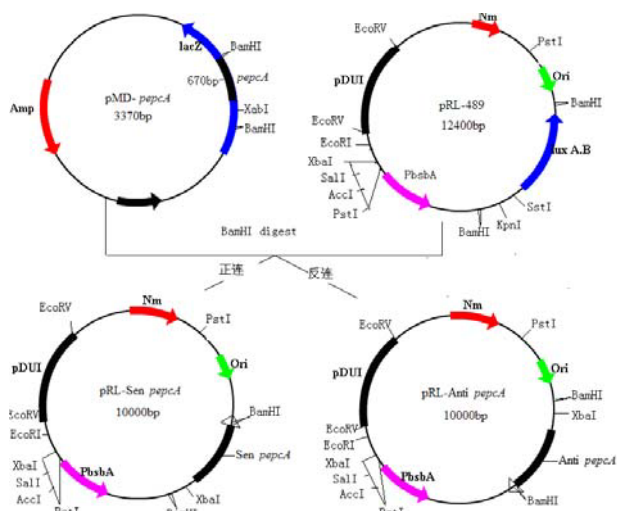 lacZ
BamHI
670bp pepcA
XabI
BamHI
Amp
pMD-pepcA
3370bp
Nm
EcoRV
PstI
Ori
pDUI
pRL-489
12400bp
BamHI
lux A.B
EcoRV
EcoRI
XbaI
SalI
AccI
PstI
PbsbA
SstI
KpnI
BamHI
BamHI digest
正连
反连
Nm
EcoRV
PstI
Ori
pDUI
pRL-Sen pepcA
10000bp
BamHI
EcoRV
EcoRI
Sen pepcA
XbaI
SalI
AccI
PbsbA
XbaI
Nm
EcoRV
PstI
Ori
pDUI
pRL-Anti pepcA
10000bp
BamHI
XbaI
EcoRV
EcoRI
Anti pepcA
XbaI
SalI
AccI
PbsbA
BamHI